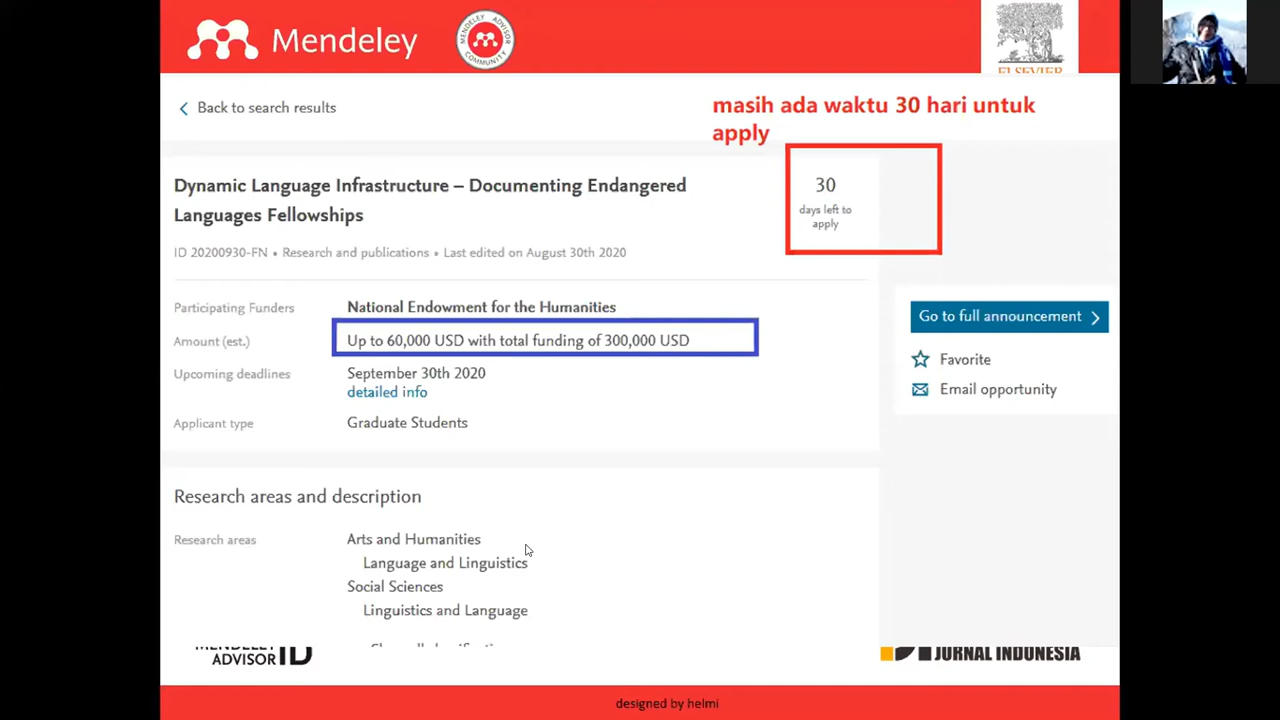 Mendeley
MENDELEY ADVISOR
COMMUNITY
ELSEVIER
Back to search results
masih ada waktu 30 hari untuk
apply
Dynamic Language Infrastructure – Documenting Endangered
Languages Fellowships
30
days left to
apply
ID 20200930-FN • Research and publications • Last edited on August 30th 2020
Participating Funders National Endowment for the Humanities
Amount (est.) Up to 60,000 USD with total funding of 300,000 USD
Upcoming deadlines September 30th 2020
detailed info
Applicant type Graduate Students
Go to full announcement
Favorite
Email opportunity
Research areas and description
Research areas Arts and Humanities
Language and Linguistics
Social Sciences
Linguistics and Language
MENDELEY
ADVISOR ID
JURNAL INDONESIA
designed by helmi